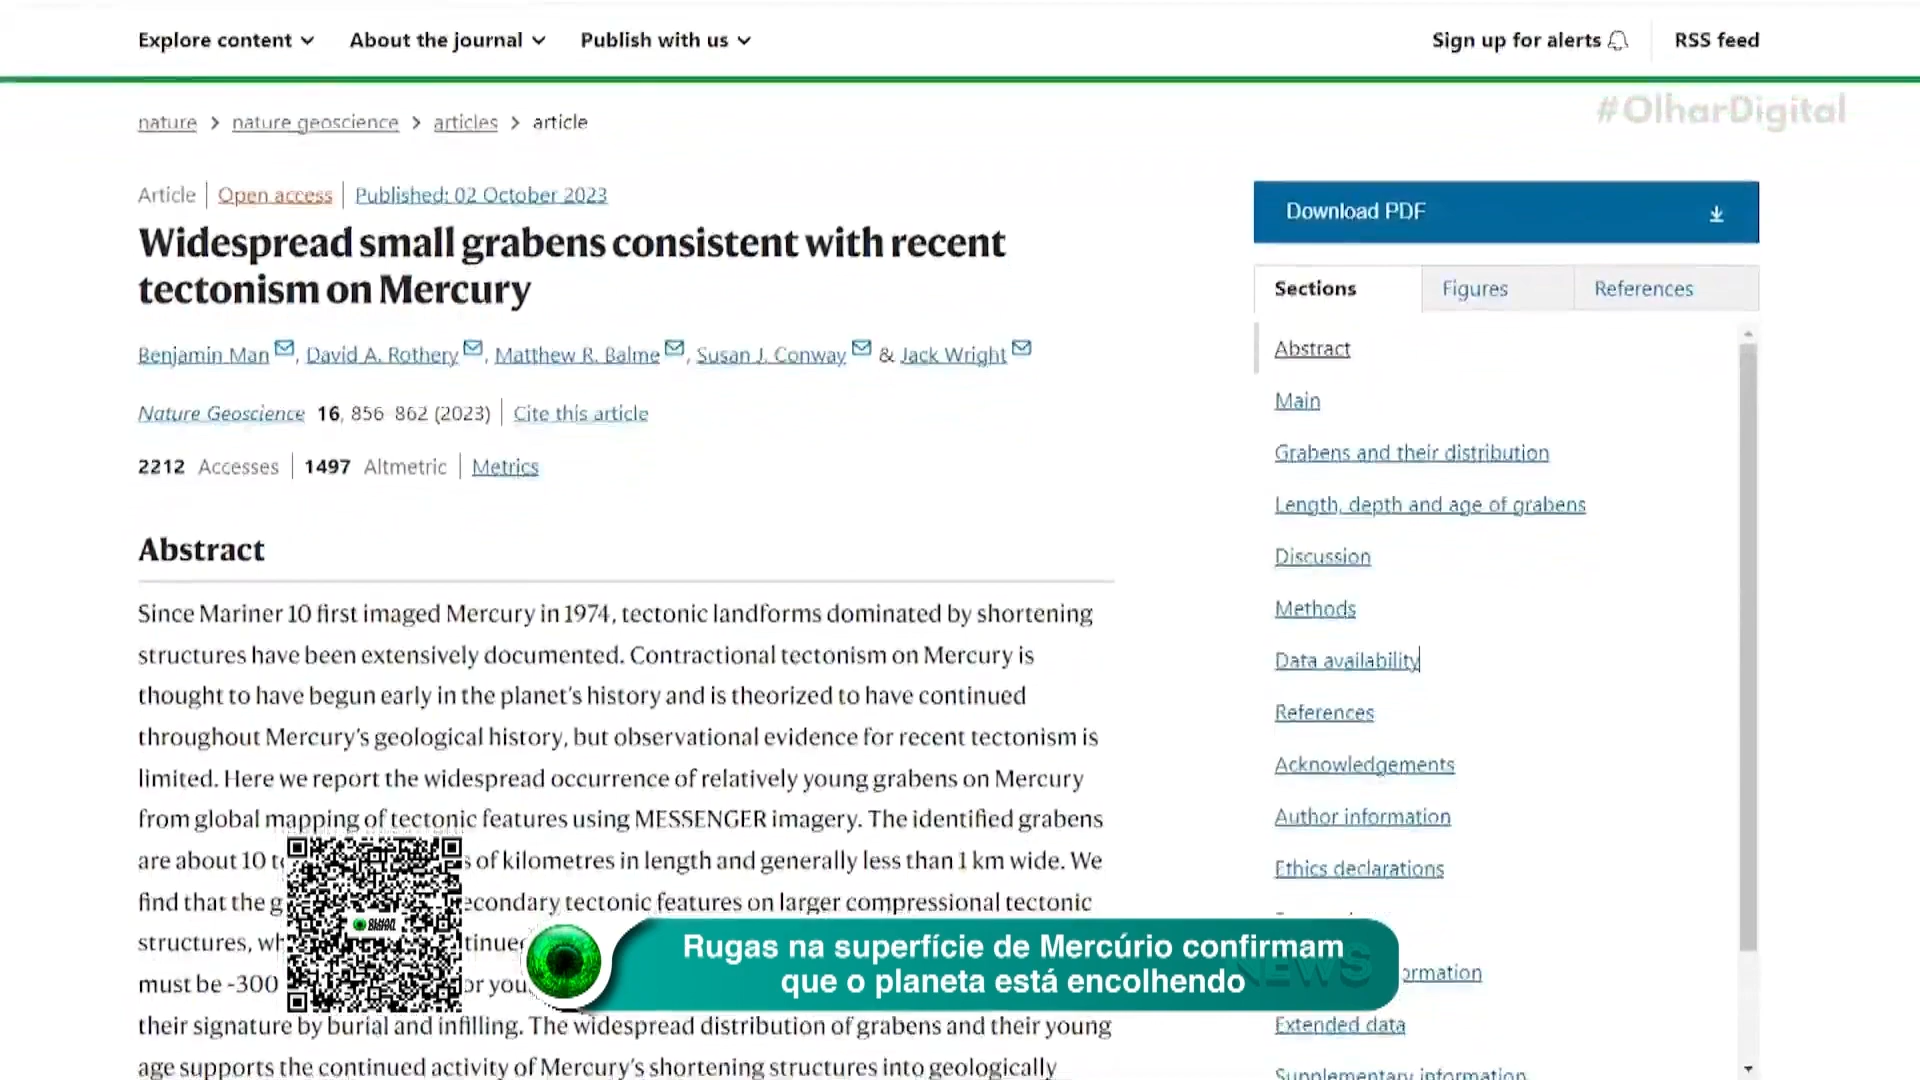 Explore content
About the journal
Publish with us
Sign up for alerts
RSS feed
#OlharDigital
nature > nature geoscience > articles > article
Article | Open access | Published: 02 October 2023
Widespread small grabens consistent with recent
tectonism on Mercury
Benjamin Man, David A. Rothery, Matthew R. Balme, Susan J. Conway & Jack Wright
Nature Geoscience 16, 856–862 (2023) | Cite this article
2212 Accesses | 1497 Altmetric | Metrics
Abstract
Since Mariner 10 first imaged Mercury in 1974, tectonic landforms dominated by shortening
structures have been extensively documented. Contractional tectonism on Mercury is
thought to have begun early in the planet's history and is theorized to have continued
throughout Mercury's geological history, but observational evidence for recent tectonism is
limited. Here we report the widespread occurrence of relatively young grabens on Mercury
from global mapping of tectonic features using MESSENGER imagery. The identified grabens
are about 10 of kilometres in length and generally less than 1 km wide. We
find that the tectonic features on larger compressional tectonic
structures,
must be ~300
their signature by burial and infilling. The widespread distribution of grabens and their young
age supports the continued activity of Mercury's shortening structures into geologically
Download PDF
Sections
Figures
References
Abstract
Main
Grabens and their distribution
Length, depth and age of grabens
Discussion
Methods
Data availability
References
Acknowledgements
Author information
Ethics declarations
Extended data
Supplementary information
Rugas na superfície de Mercúrio confirmam
que o planeta está encolhendo
NEWS